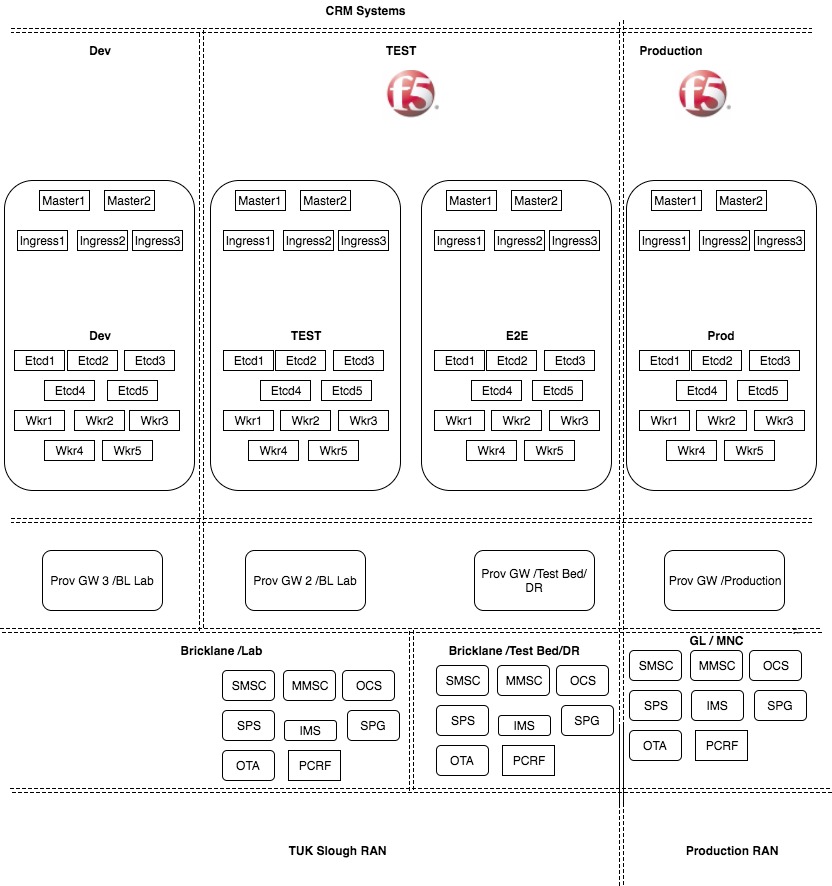 CRM Systems
Dev TEST Production
f5 f5
Master1 Master2 Master1 Master2 Master1 Master2 Master1 Master2
Ingress1 Ingress2 Ingress3 Ingress1 Ingress2 Ingress3 Ingress1 Ingress2 Ingress3 Ingress1 Ingress2 Ingress3
Dev TEST E2E Prod
Etcd1 Etcd2 Etcd3 Etcd1 Etcd2 Etcd3 Etcd1 Etcd2 Etcd3 Etcd1 Etcd2 Etcd3
Etcd4 Etcd5 Etcd4 Etcd5 Etcd4 Etcd5 Etcd4 Etcd5
Wkr1 Wkr2 Wkr3 Wkr1 Wkr2 Wkr3 Wkr1 Wkr2 Wkr3 Wkr1 Wkr2 Wkr3
Wkr4 Wkr5 Wkr4 Wkr5 Wkr4 Wkr5 Wkr4 Wkr5
Prov GW 3 /BL Lab
Prov GW 2 /BL Lab
Prov GW /Test Bed/
DR
Prov GW /Production
Bricklane /Lab
SMSC MMSC OCS
SPS IMS SPG
OTA PCRF
Bricklane /Test Bed/DR
SMSC MMSC OCS
SPS IMS SPG
OTA PCRF
GL / MNC
SMSC MMSC OCS
SPS IMS SPG
OTA PCRF
TUK Slough RAN Production RAN